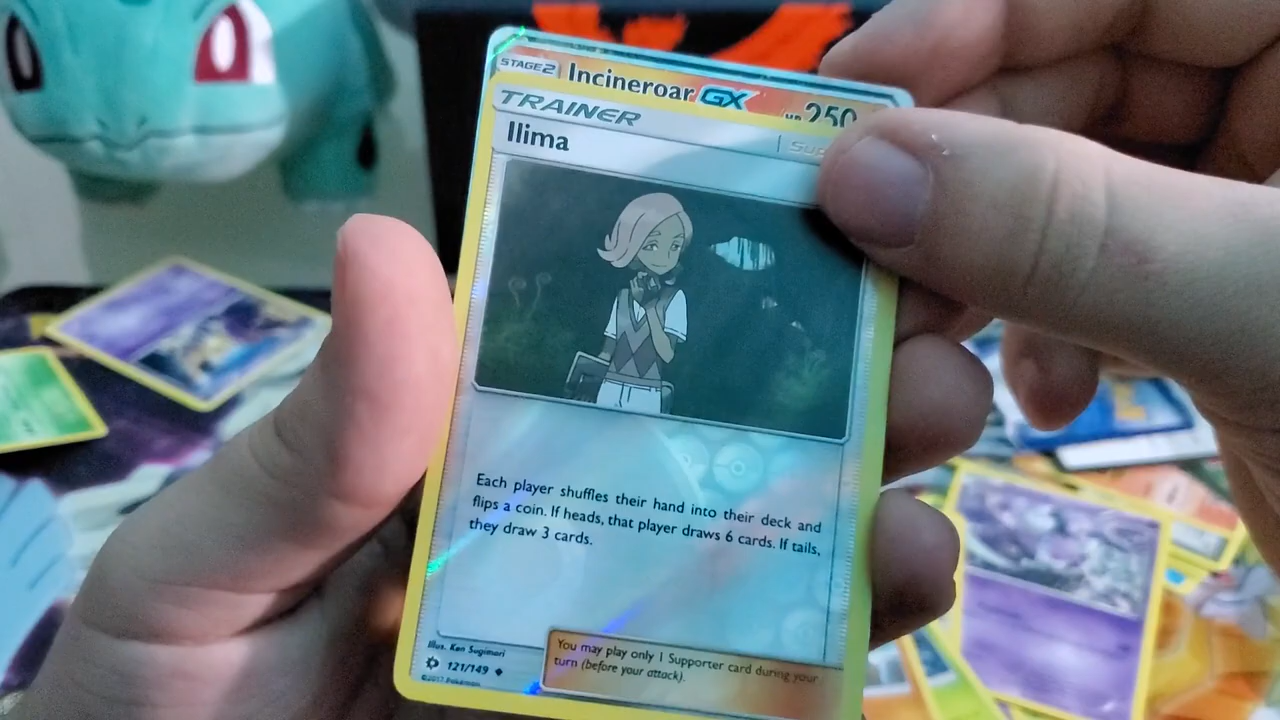 STAGE2 Incineroar GX HP 250
TRAINER
Ilima
Each player shuffles their hand into their deck and
flips a coin. If heads, that player draws 6 cards. If tails,
they draw 3 cards.
Illus. Ken Sugimori
121/149
©2017 Pokémon
You may play only 1 Supporter card during your
turn (before your attack).